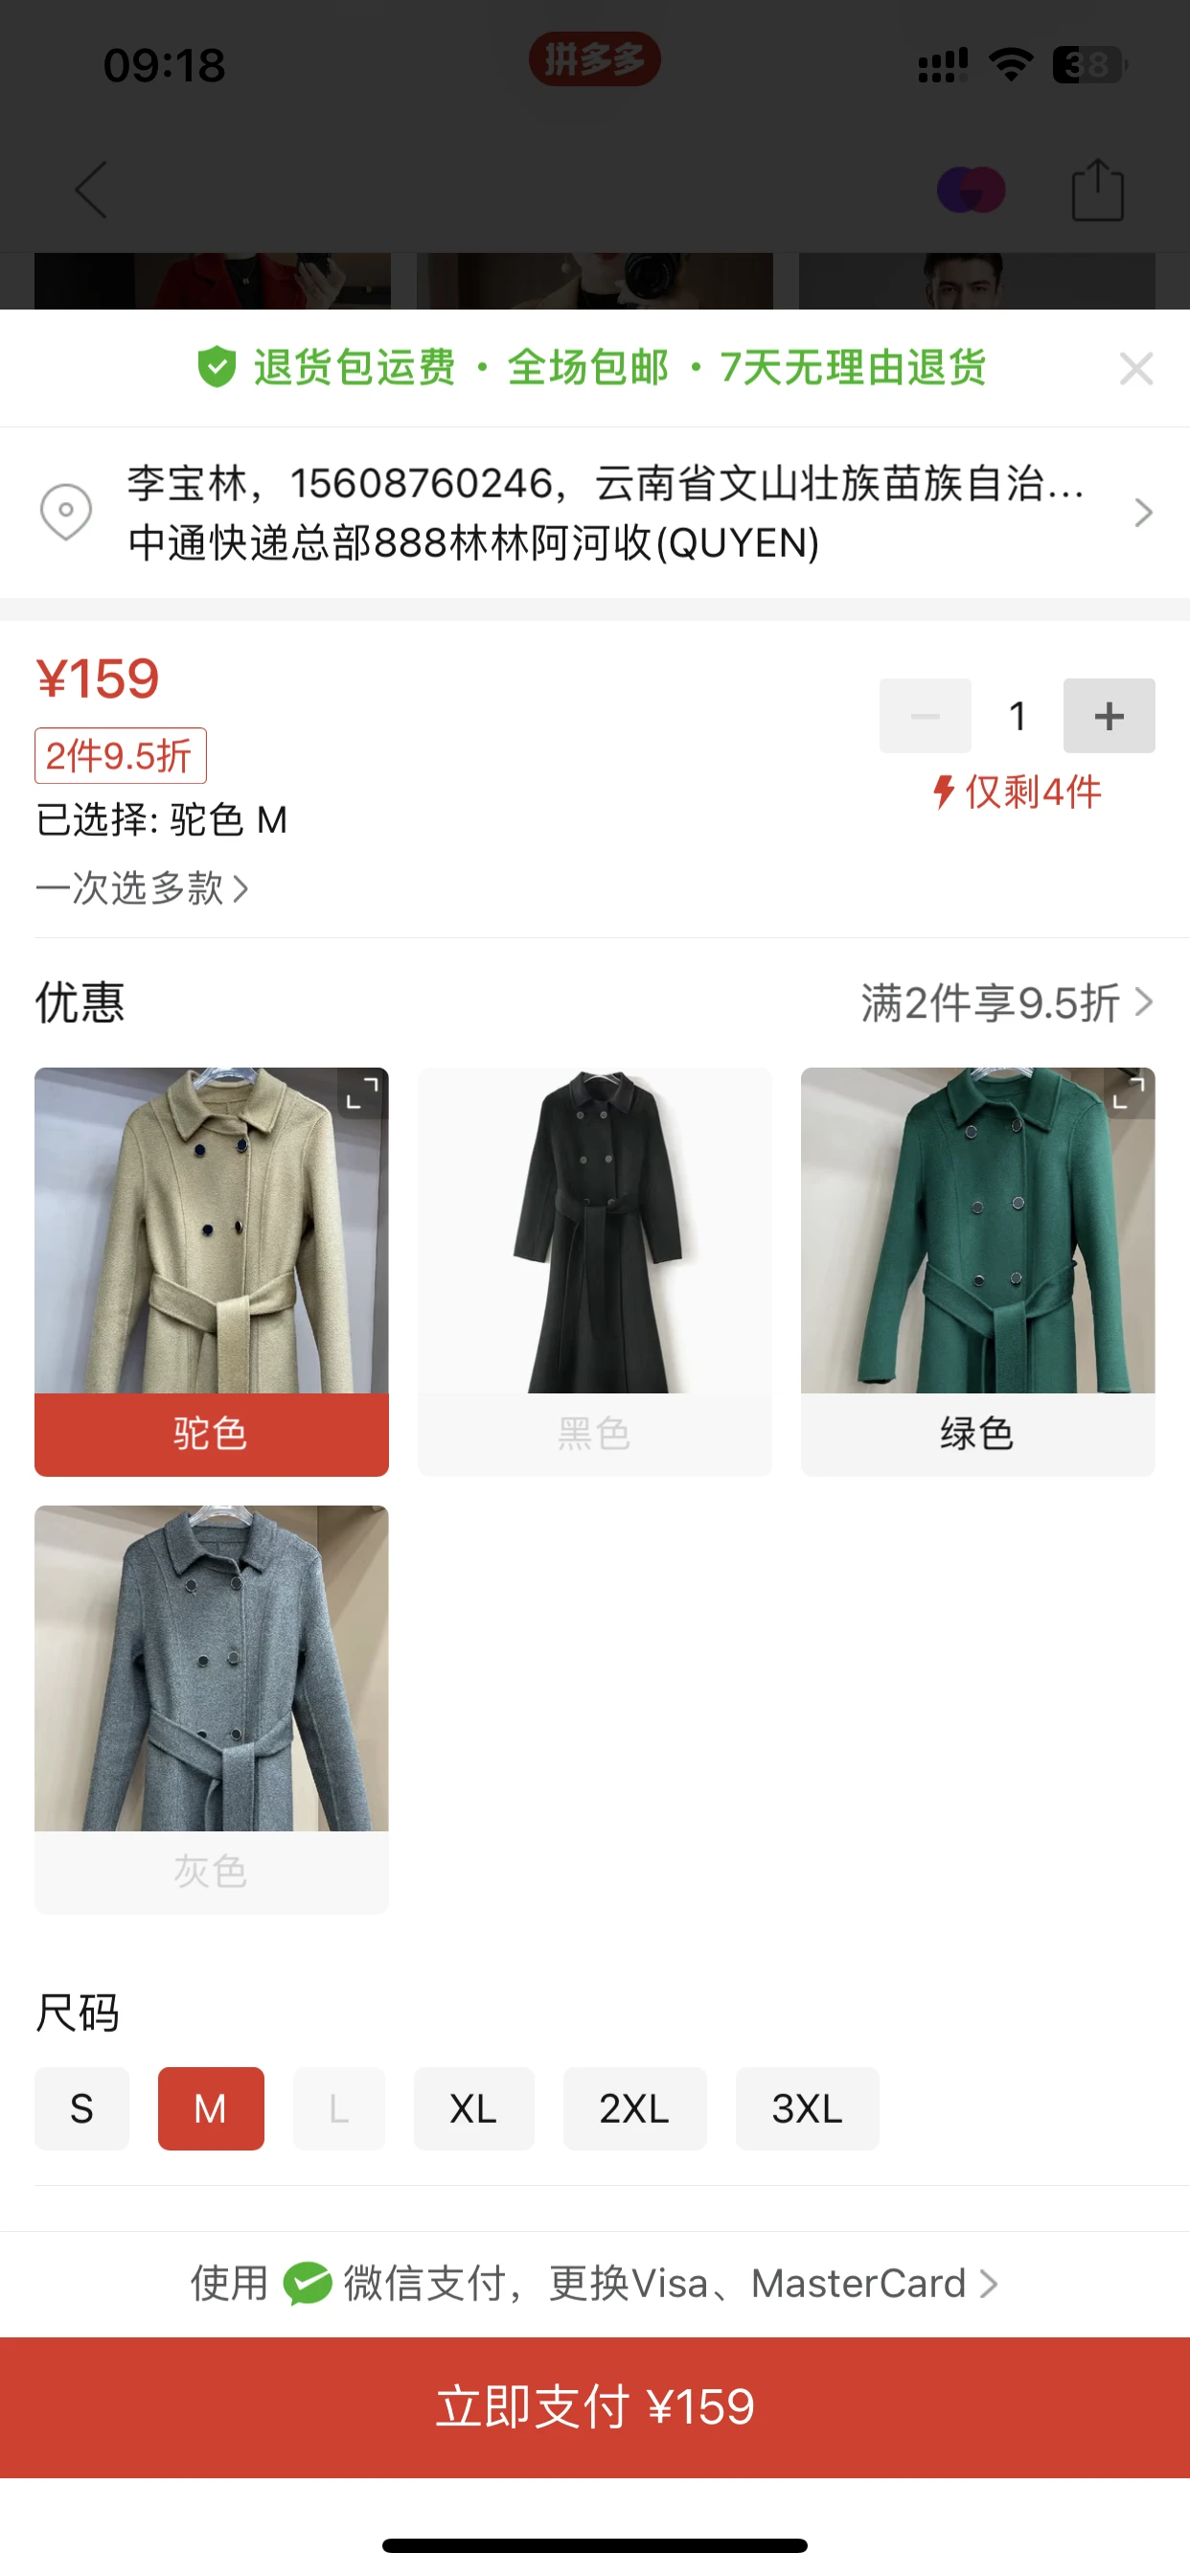 09:18
拼多多
38
退货包运费 · 全场包邮 · 7天无理由退货
李宝林，15608760246，云南省文山壮族苗族自治...
中通快递总部888林林阿河收(QUYEN)
¥159
1
2件9.5折
仅剩4件
已选择: 驼色 M
一次选多款
优惠
满2件享9.5折
驼色
黑色
绿色
灰色
尺码
S M L XL 2XL 3XL
使用 微信支付，更换Visa、MasterCard
立即支付 ¥159